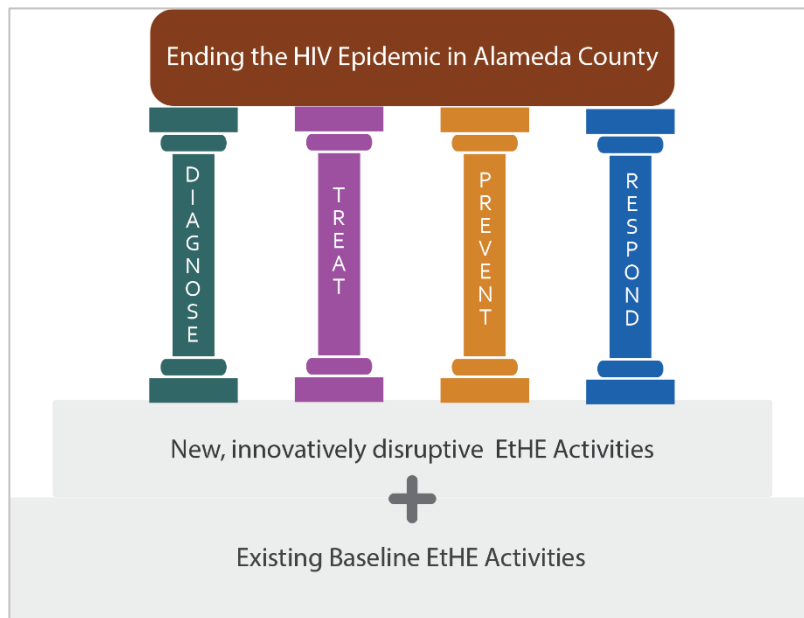 Ending the HIV Epidemic in Alameda County
DIAGNOSE
TREAT
PREVENT
RESPOND
New, innovatively disruptive EtHE Activities
+
Existing Baseline EtHE Activities